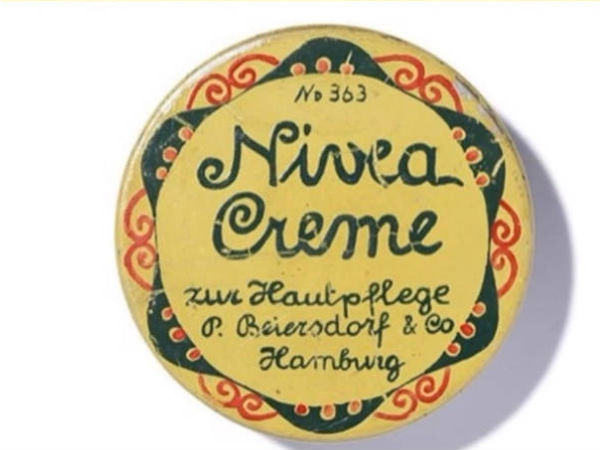 No 363
Nivea
Creme
zur Hautpflege
P. Beiersdorf & Co
Hamburg